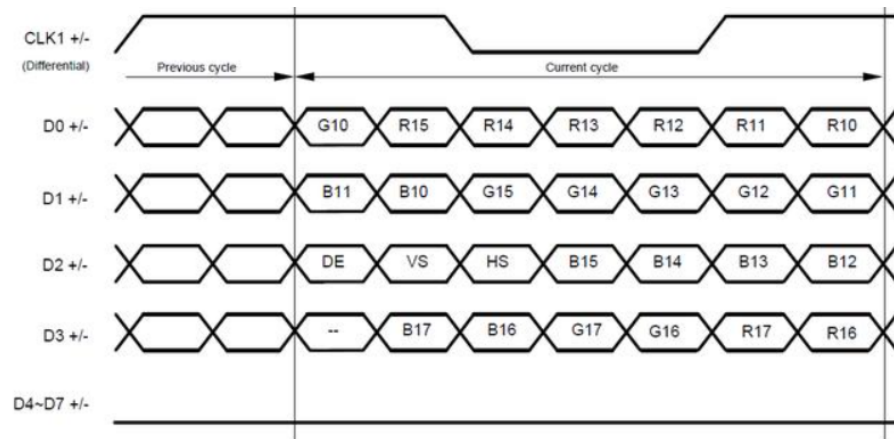 CLK1 +/-
(Differential)
Previous cycle
Current cycle
D0 +/-
G10 R15 R14 R13 R12 R11 R10
D1 +/-
B11 B10 G15 G14 G13 G12 G11
D2 +/-
DE VS HS B15 B14 B13 B12
D3 +/-
-- B17 B16 G17 G16 R17 R16
D4~D7 +/-